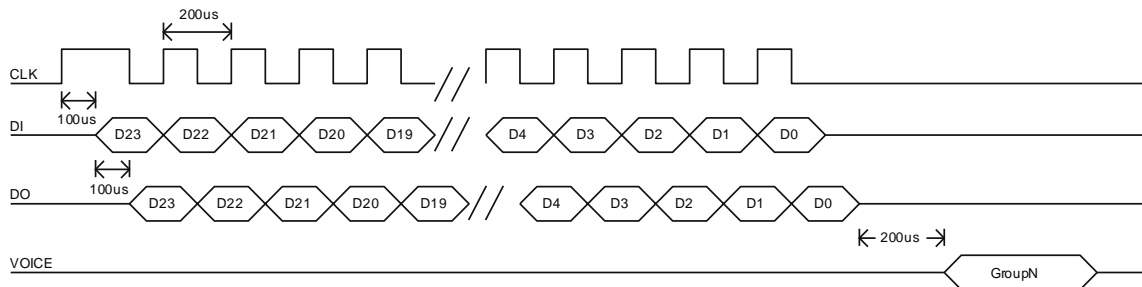 200us
CLK
100us
DI D23 D22 D21 D20 D19 D4 D3 D2 D1 D0
100us
DO D23 D22 D21 D20 D19 D4 D3 D2 D1 D0
200us
VOICE GroupN